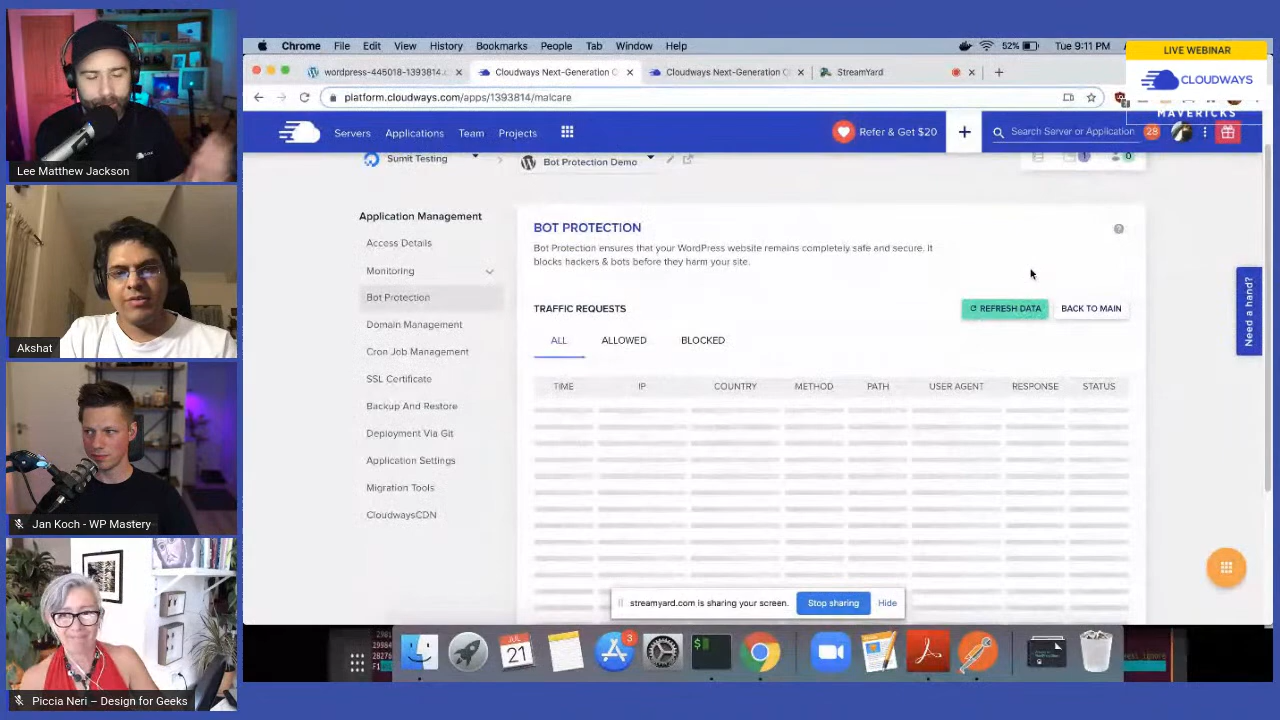 Lee Matthew Jackson
Akshat
Jan Koch - WP Mastery
Piccia Neri – Design for Geeks
Chrome File Edit View History Bookmarks People Tab Window Help
52% Tue 9:11 PM
LIVE WEBINAR
CLOUDWAYS
MAVERICKS
wordpress-445018-1393814.c
Cloudways Next-Generation C
Cloudways Next-Generation C
StreamYard
platform.cloudways.com/apps/1393814/malcare
Servers Applications Team Projects
Refer & Get $20
Search Server or Application
28
Sumit Testing
Bot Protection Demo
1 0
Application Management
Access Details
Monitoring
Bot Protection
Domain Management
Cron Job Management
SSL Certificate
Backup And Restore
Deployment Via Git
Application Settings
Migration Tools
CloudwaysCDN
BOT PROTECTION
Bot Protection ensures that your WordPress website remains completely safe and secure. It
blocks hackers & bots before they harm your site.
TRAFFIC REQUESTS
REFRESH DATA
BACK TO MAIN
ALL ALLOWED BLOCKED
TIME IP COUNTRY METHOD PATH USER AGENT RESPONSE STATUS
Need a hand?
streamyard.com is sharing your screen.
Stop sharing
Hide
JUL
21
3